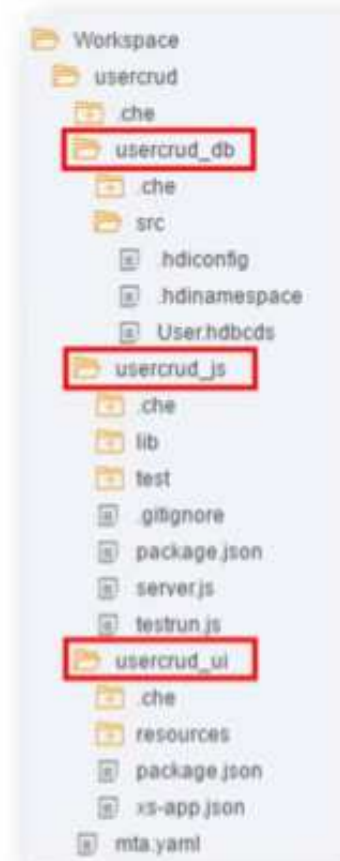 Workspace
usercrud
.che
usercrud_db
.che
src
.hdiconfig
.hdinamespace
User.hdbcds
usercrud_js
.che
lib
test
.gitignore
package.json
server.js
testrun.js
usercrud_ui
.che
resources
package.json
xs-app.json
mta.yaml